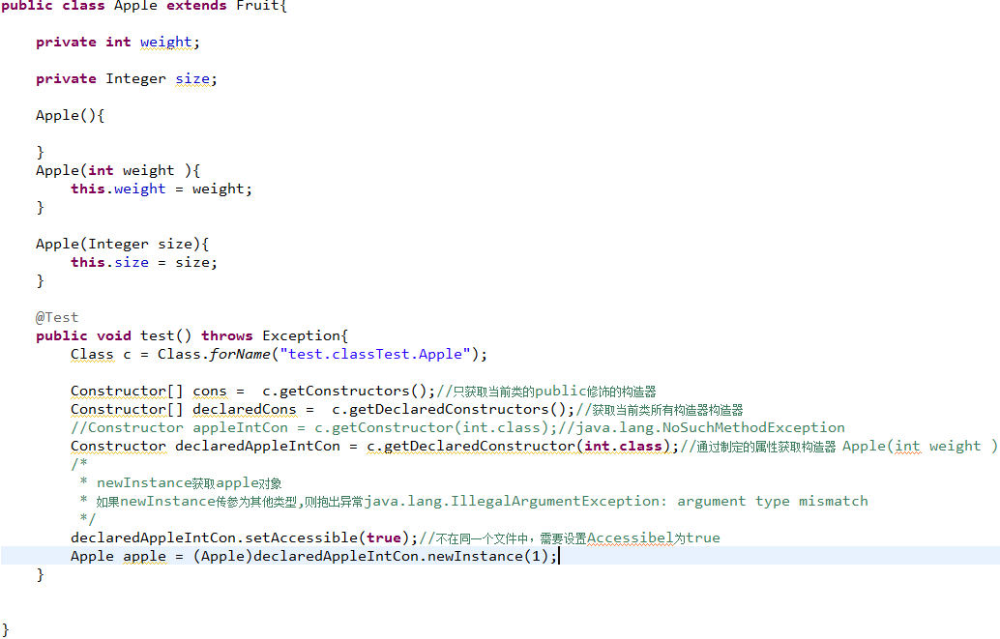 public class Apple extends Fruit{
private int weight;
private Integer size;
Apple(){
}
Apple(int weight ){
this.weight = weight;
}
Apple(Integer size){
this.size = size;
}
@Test
public void test() throws Exception{
Class c = Class.forName("test.classTest.Apple");
Constructor[] cons =  c.getConstructors();//只获取当前类的public修饰的构造器
Constructor[] declaredCons =  c.getDeclaredConstructors();//获取当前类所有构造器构造器
//Constructor appleIntCon = c.getConstructor(int.class);//java.lang.NoSuchMethodException
Constructor declaredAppleIntCon = c.getDeclaredConstructor(int.class);//通过制定的属性获取构造器 Apple(int weight )
/*
* newInstance获取apple对象
* 如果newInstance传参为其他类型,则抱出异常java.lang.IllegalArgumentException: argument type mismatch
*/
declaredAppleIntCon.setAccessible(true);//不在同一个文件中，需要设置Accessibel为true
Apple apple = (Apple)declaredAppleIntCon.newInstance(1);
}
}